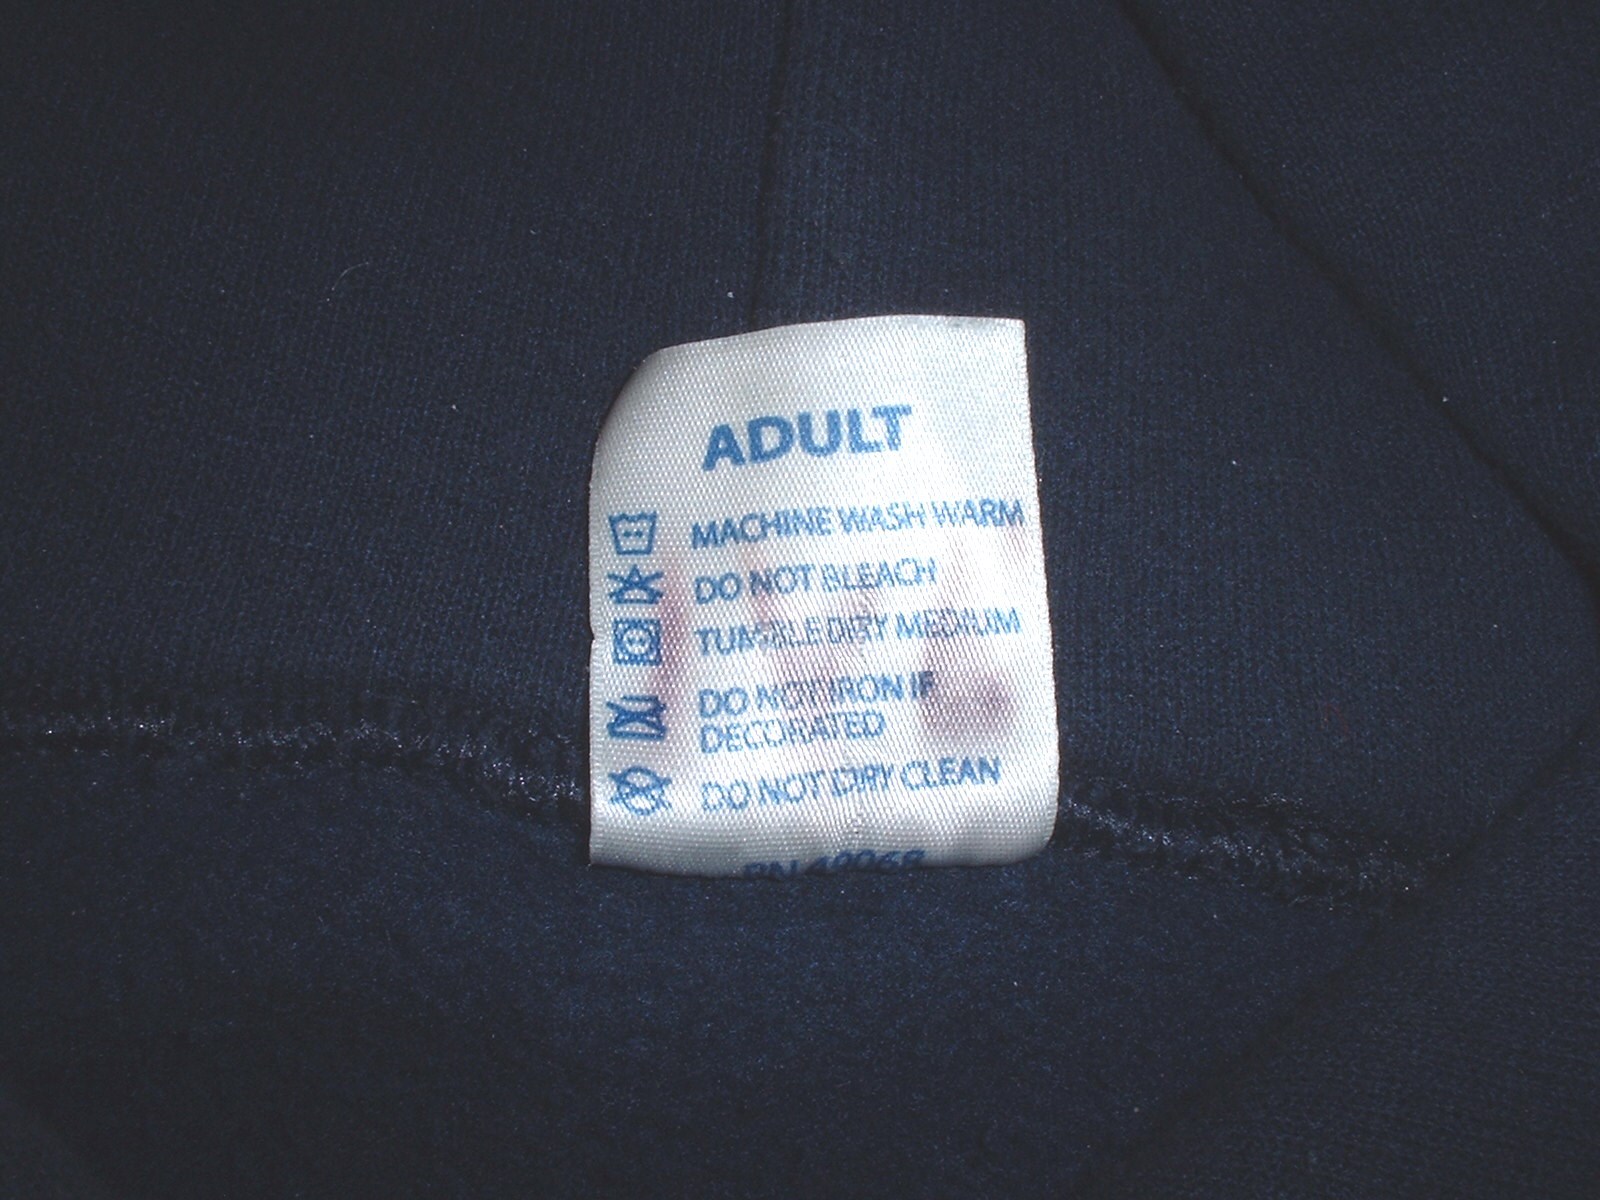 ADULT
MACHINE WASH WARM
DO NOT BLEACH
TUMBLE DRY MEDIUM
DO NOT IRON IF
DECORATED
DO NOT DRY CLEAN